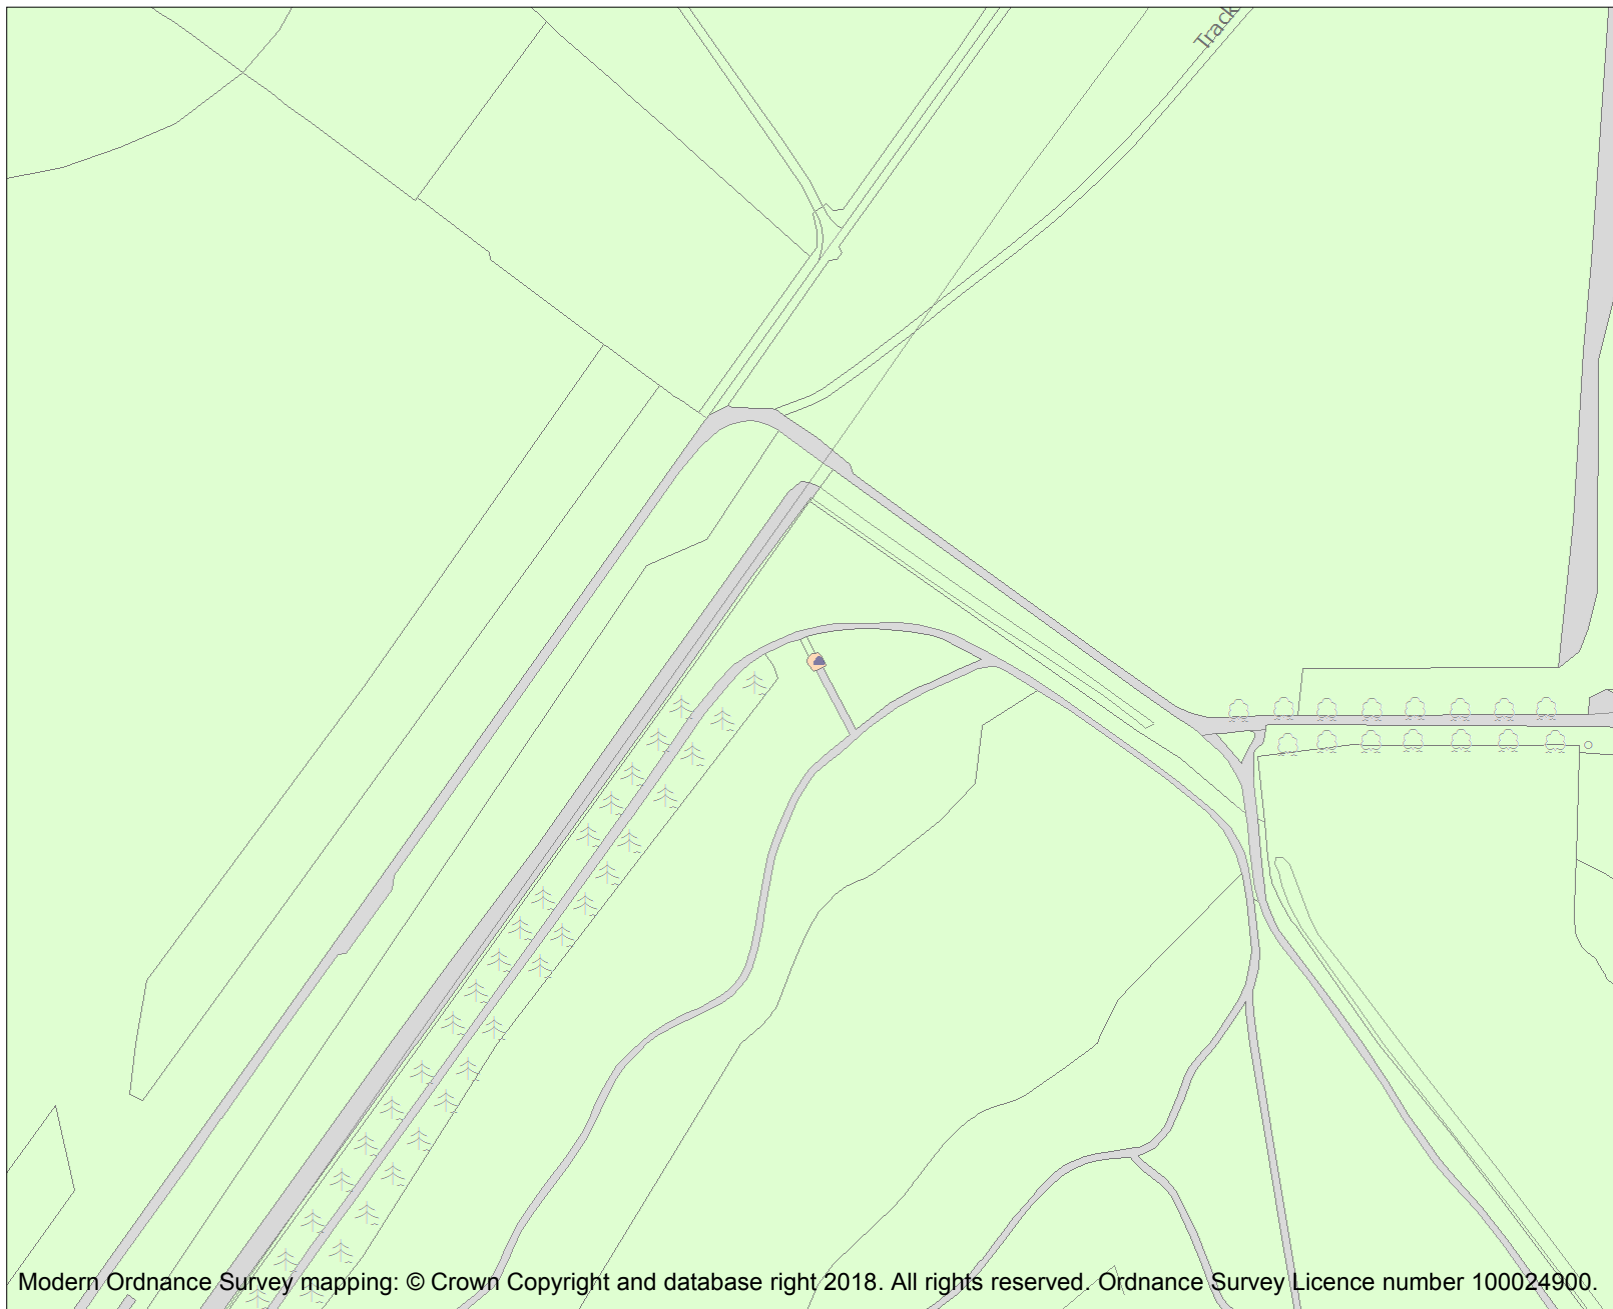 Track
Modern Ordnance Survey mapping: © Crown Copyright and database right 2018. All rights reserved. Ordnance Survey Licence number 100024900.